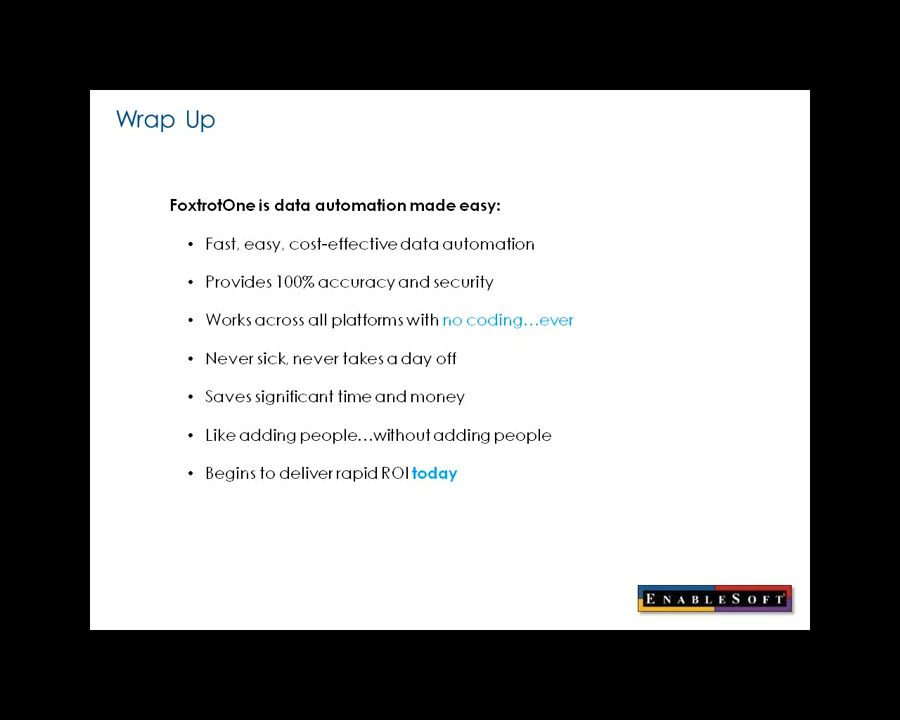 Wrap Up
FoxtrotOne is data automation made easy:
• Fast, easy, cost-effective data automation
• Provides 100% accuracy and security
• Works across all platforms with no coding...ever
• Never sick, never takes a day off
• Saves significant time and money
• Like adding people...without adding people
• Begins to deliver rapid ROI today
ENABLESOFT